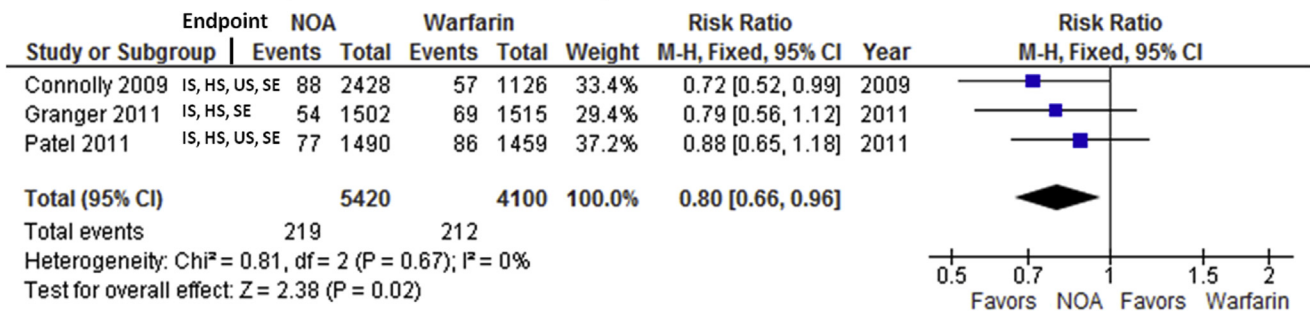 Endpoint NOA Warfarin Risk Ratio Risk Ratio
Study or Subgroup Events Total Events Total Weight M-H, Fixed, 95% CI Year M-H, Fixed, 95% CI
Connolly 2009 IS, HS, US, SE 88 2428 57 1126 33.4% 0.72 [0.52, 0.99] 2009
Granger 2011 IS, HS, SE 54 1502 69 1515 29.4% 0.79 [0.56, 1.12] 2011
Patel 2011 IS, HS, US, SE 77 1490 86 1459 37.2% 0.88 [0.65, 1.18] 2011
Total (95% CI) 5420 4100 100.0% 0.80 [0.66, 0.96]
Total events 219 212
Heterogeneity: Chi² = 0.81, df = 2 (P = 0.67); I² = 0%
Test for overall effect: Z = 2.38 (P = 0.02)
0.5 0.7 1 1.5 2
Favors NOA Favors Warfarin